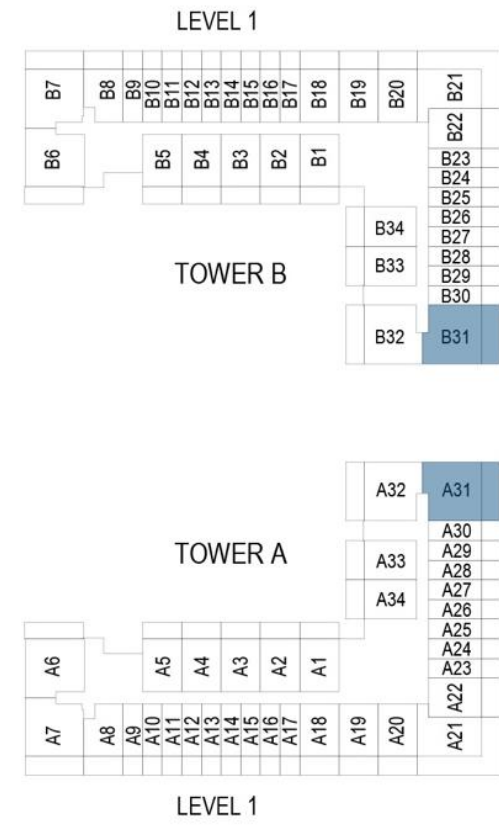 LEVEL 1
B7 B8 B9 B10 B11 B12 B13 B14 B15 B16 B17 B18 B19 B20 B21
B22
B6 B5 B4 B3 B2 B1
B23
B24
B25
B26
B27
B28
B29
B30
B34
B33
TOWER B
B32 B31
A32 A31
A30
A29
A28
A27
A26
A25
A24
A23
TOWER A
A33
A34
A6 A5 A4 A3 A2 A1
A22
A7 A8 A9 A10 A11 A12 A13 A14 A15 A16 A17 A18 A19 A20 A21
LEVEL 1